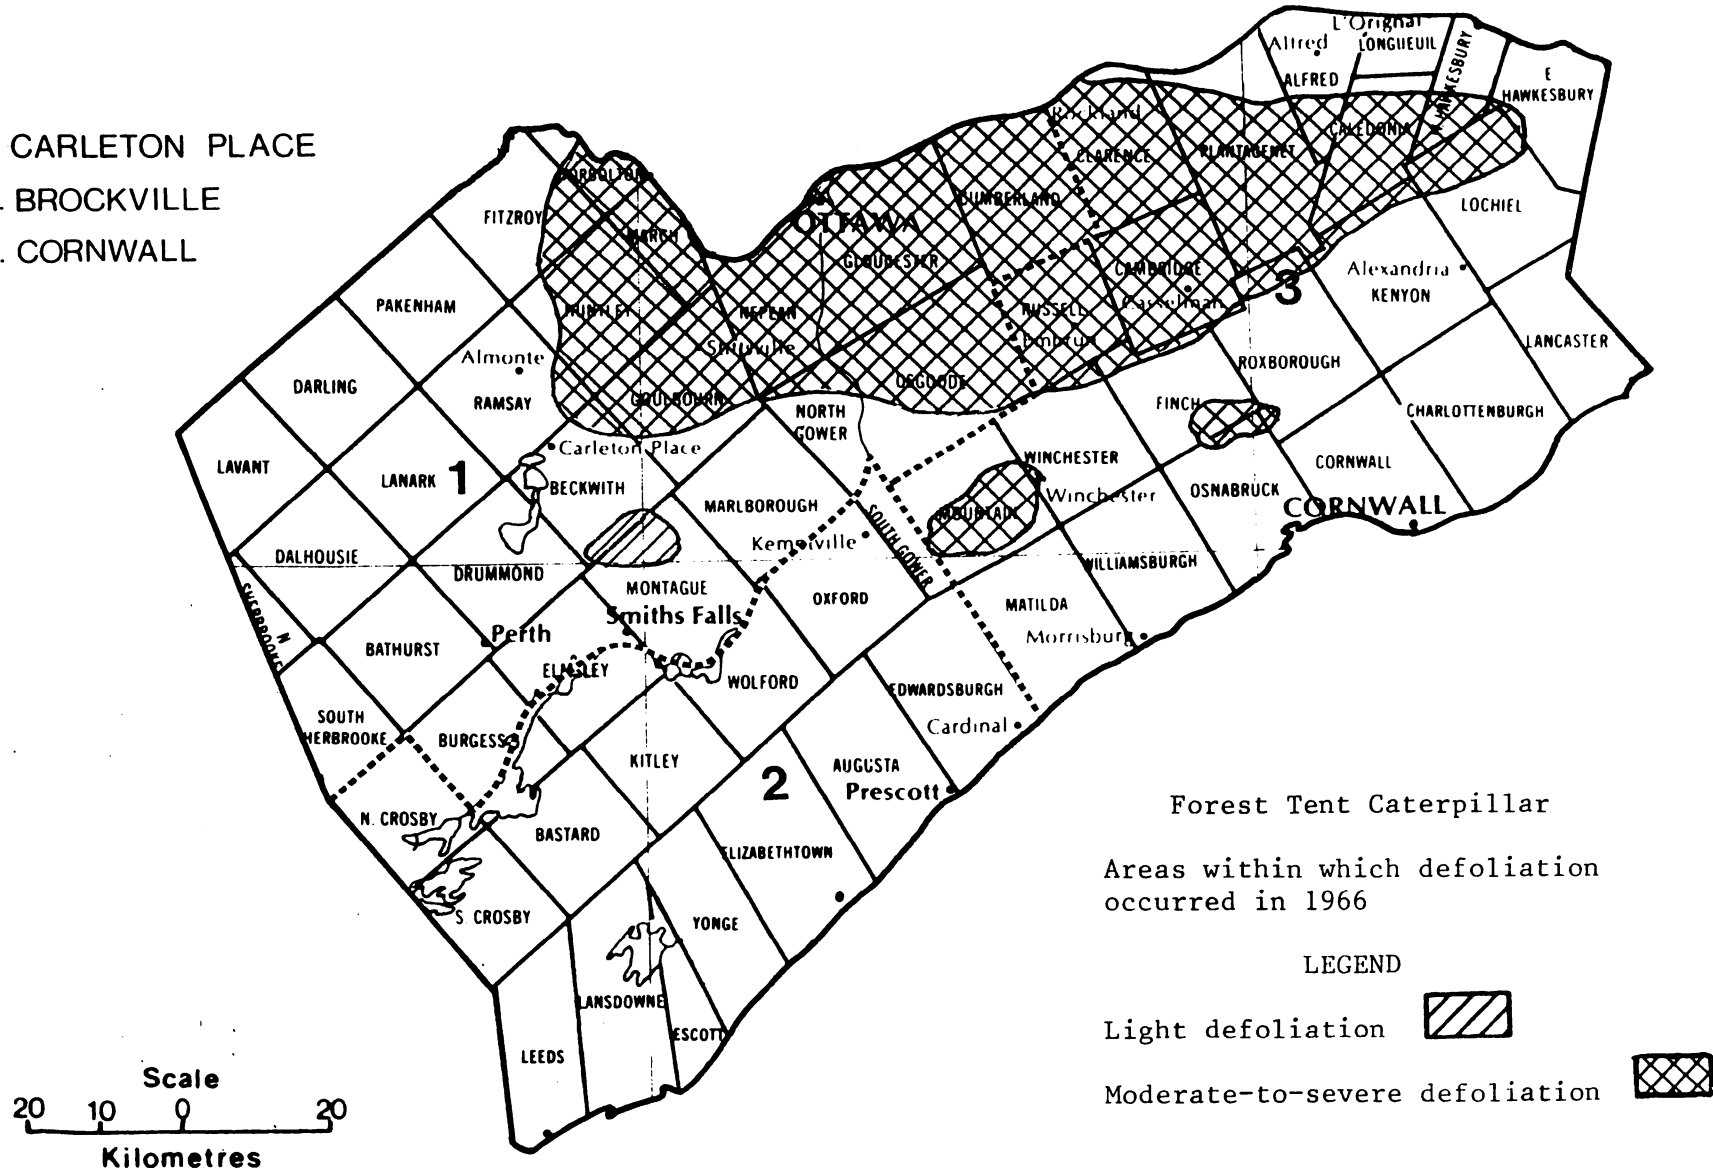 CARLETON PLACE
. BROCKVILLE
. CORNWALL
L'Orignal
Alfred
LONGUEUIL
W. HAWKESBURY
E
HAWKESBURY
ALFRED
Rockland
CALEDONIA
CLARENCE
PLANTAGENET
TORBOLTON
FITZROY
MARCH
OTTAWA
CUMBERLAND
LOCHIEL
GLOUCESTER
CAMBRIDGE
Casselman
3
Alexandria
KENYON
PAKENHAM
HUNTLEY
NEPEAN
Stittsville
RUSSELL
Embrun
LANCASTER
Almonte
ROXBOROUGH
DARLING
RAMSAY
GOULBOURN
OSGOODE
NORTH
GOWER
FINCH
CHARLOTTENBURGH
Carleton Place
LAVANT
LANARK
1
BECKWITH
WINCHESTER
Winchester
CORNWALL
OSNABRUCK
CORNWALL
MARLBOROUGH
Kemptville
SOUTH GOWER
MOUNTAIN
DALHOUSIE
DRUMMOND
MONTAGUE
Smiths Falls
OXFORD
WILLIAMSBURGH
MATILDA
Morrisburg
N
SHERBROOKE
BATHURST
Perth
ELMSLEY
WOLFORD
EDWARDSBURGH
Cardinal
SOUTH
HERBROOKE
BURGESS
KITLEY
2
AUGUSTA
Prescott
N. CROSBY
BASTARD
ELIZABETHTOWN
S. CROSBY
YONGE
LANSDOWNE
ESCOTT
LEEDS
Forest Tent Caterpillar
Areas within which defoliation
occurred in 1966
LEGEND
Light defoliation
Moderate-to-severe defoliation
Scale
20 10 0 20
Kilometres